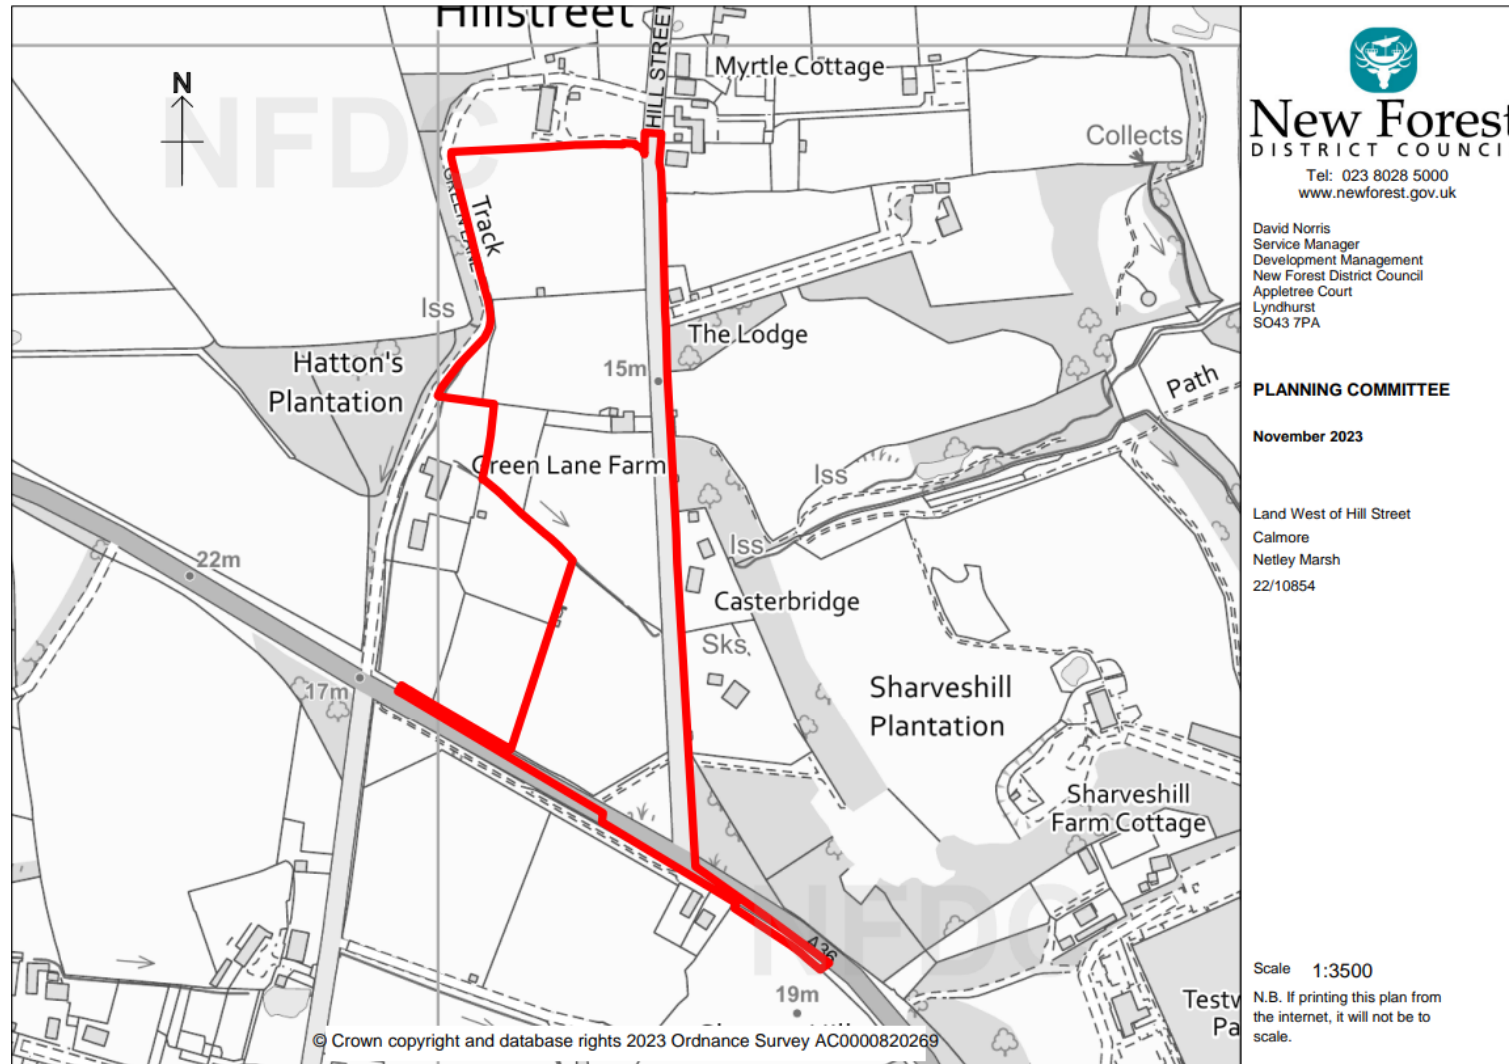 Hillstreet
HILL STREET
Myrtle Cottage
N
NFDC
Collects
GREEN LANE
Track
Iss
The Lodge
Hatton's
Plantation
15m
Path
Green Lane Farm
Iss
Iss
22m
Casterbridge
Sks
17m
Sharveshill
Plantation
Sharveshill
Farm Cottage
NFDC
A36
19m
© Crown copyright and database rights 2023 Ordnance Survey AC0000820269
New Forest
DISTRICT COUNCI
Tel: 023 8028 5000
www.newforest.gov.uk
David Norris
Service Manager
Development Management
New Forest District Council
Appletree Court
Lyndhurst
SO43 7PA
PLANNING COMMITTEE
November 2023
Land West of Hill Street
Calmore
Netley Marsh
22/10854
Scale 1:3500
N.B. If printing this plan from
the internet, it will not be to
scale.